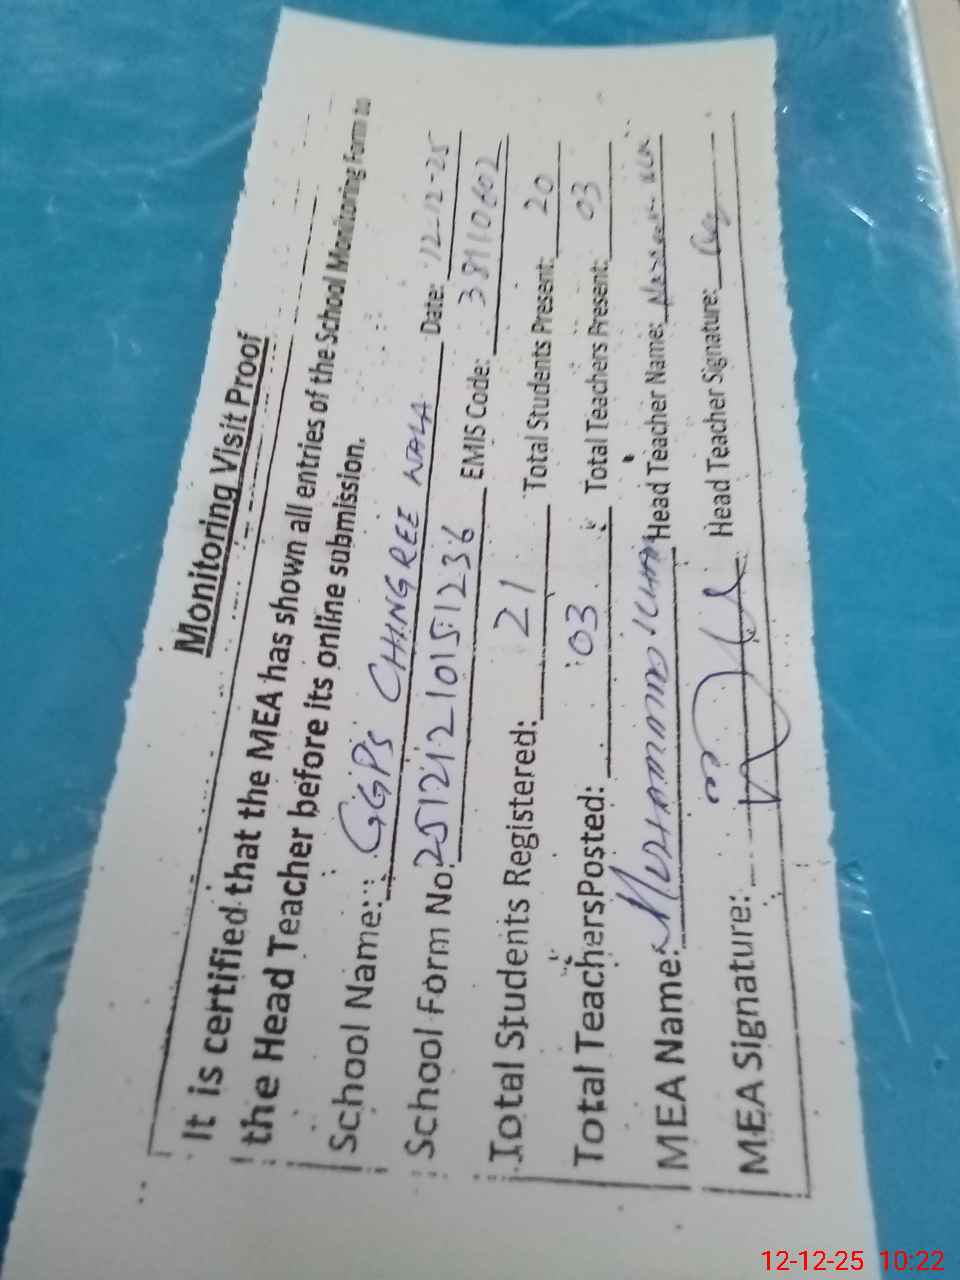 Monitoring Visit Proof
It is certified that the MEA has shown all entries of the School Monitoring Form to
the Head Teacher before its online submission.
School Name: GGPS CHINGREE WALA Date: 12-12-25
School Form No: 25121210151236 EMIS Code: 38110602
Total Students Registered: 21 Total Students Present: 20
Total Teachers Posted: 03 Total Teachers Present: 03
MEA Name: Head Teacher Name:
MEA Signature: Head Teacher Signature:
12-12-25 10:22